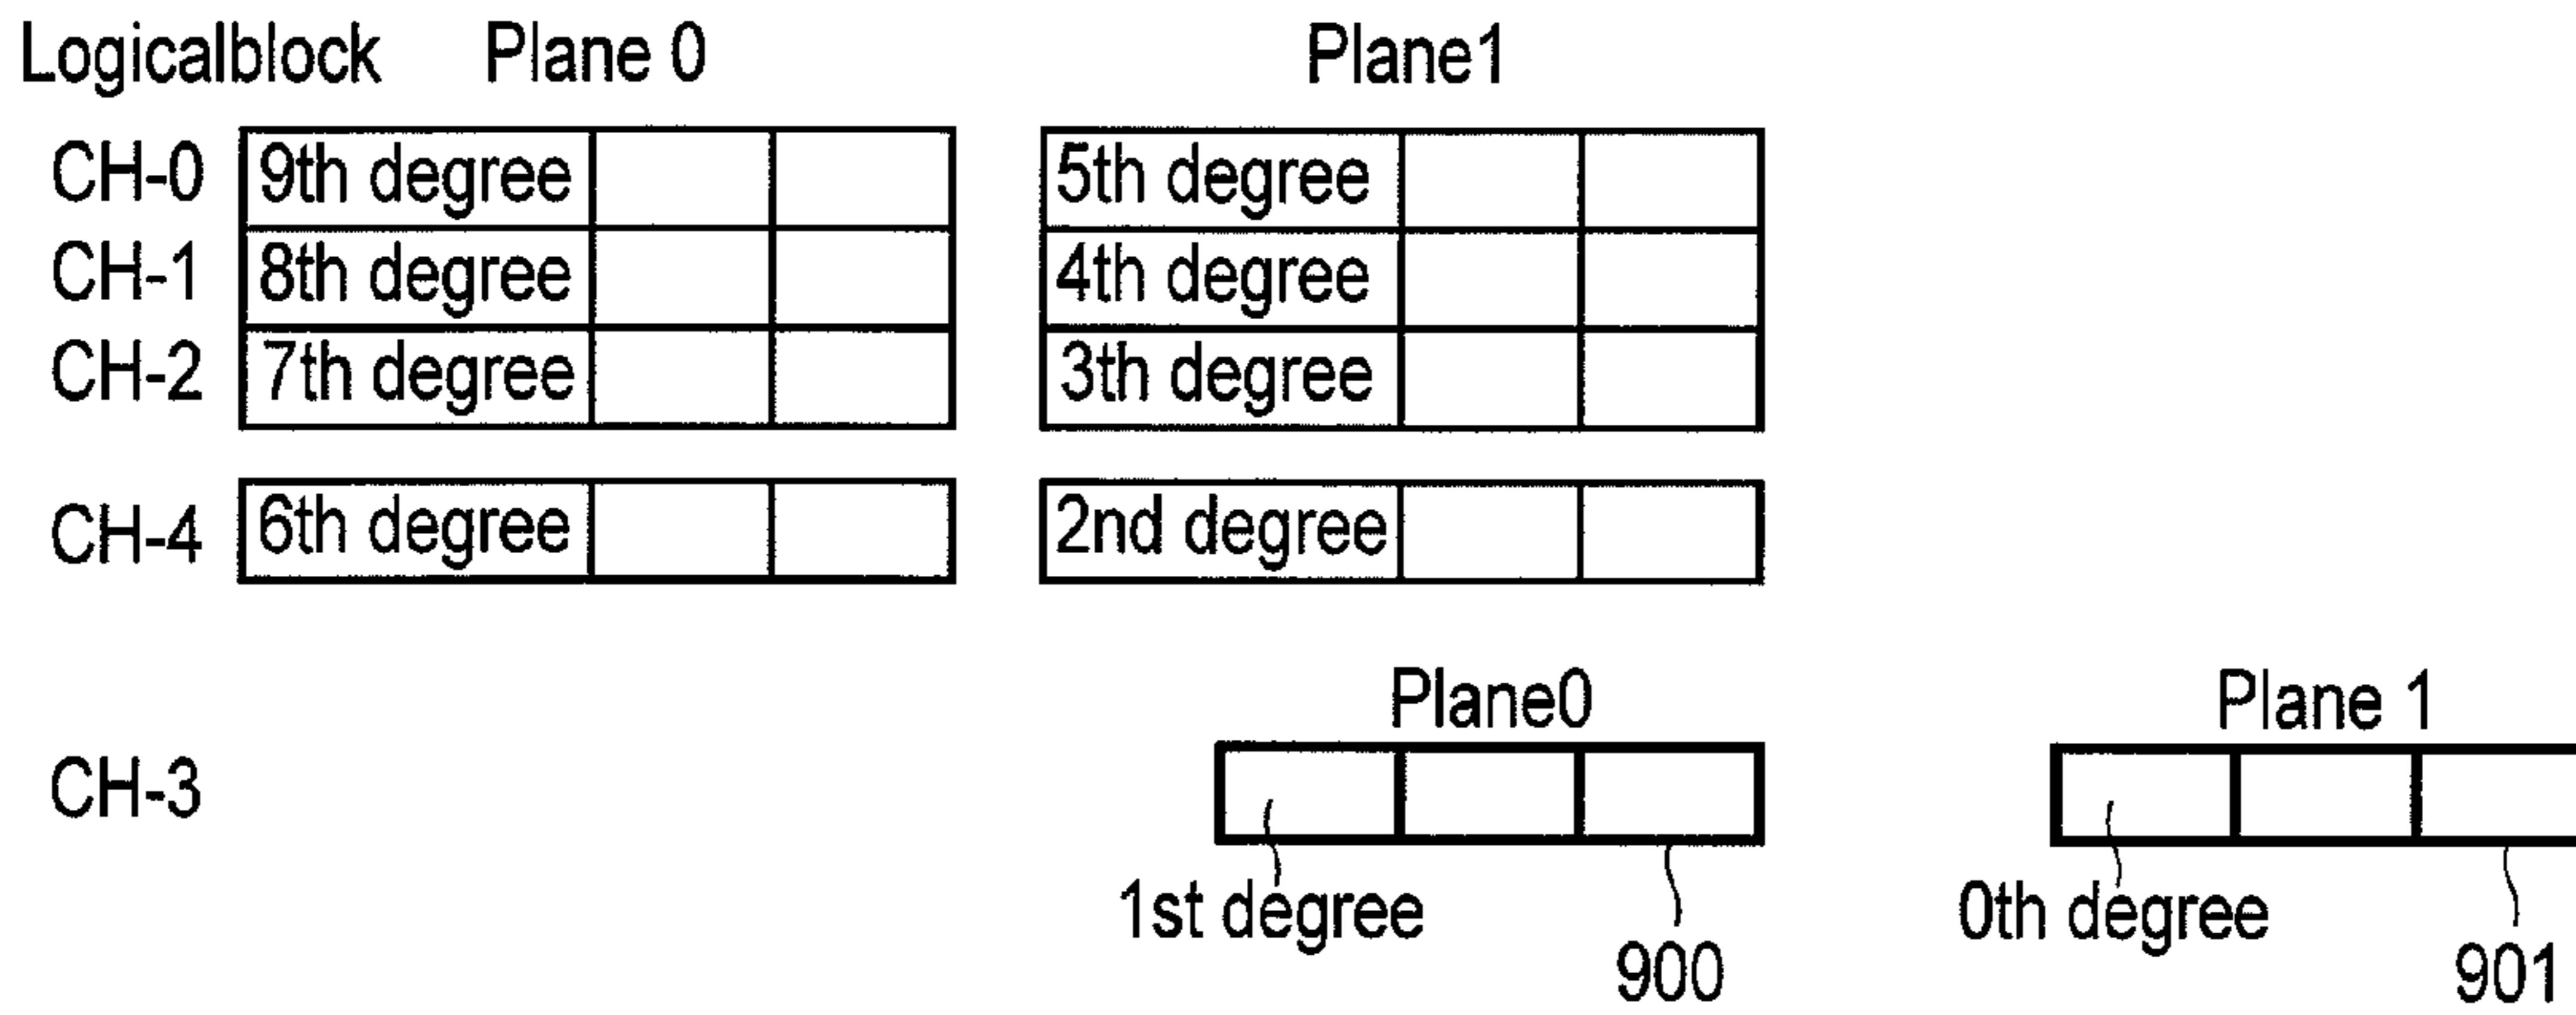 Logicalblock Plane 0 Plane1
CH-0 9th degree 5th degree
CH-1 8th degree 4th degree
CH-2 7th degree 3th degree
CH-4 6th degree 2nd degree
Plane0 Plane 1
CH-3
1st degree 0th degree
900 901